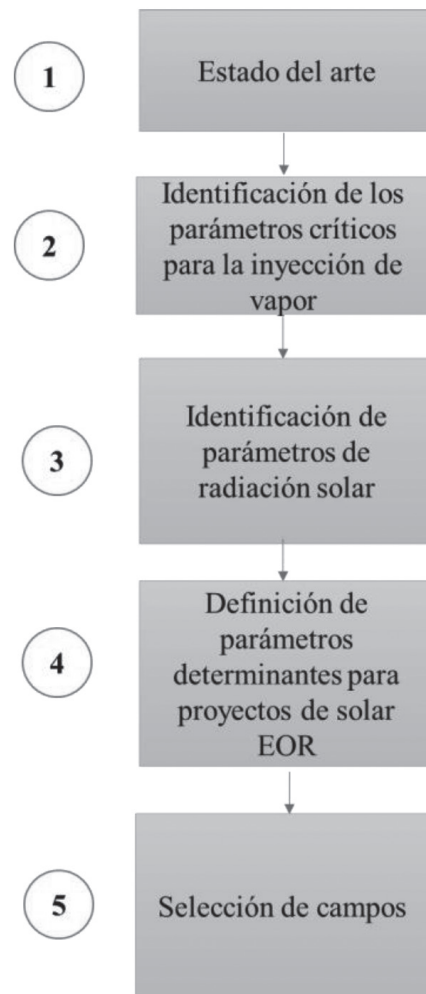 1
Estado del arte
2
Identificación de los
parámetros críticos
para la inyección de
vapor
3
Identificación de
parámetros de
radiación solar
4
Definición de
parámetros
determinantes para
proyectos de solar
EOR
5
Selección de campos